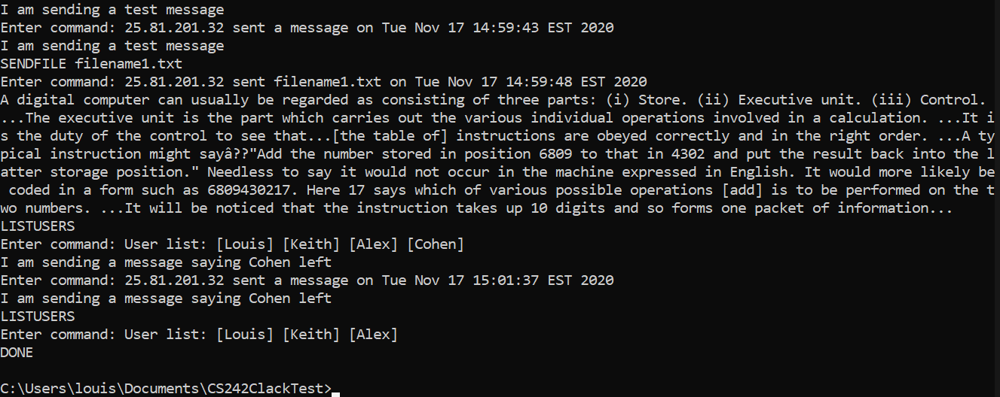 I am sending a test message
Enter command: 25.81.201.32 sent a message on Tue Nov 17 14:59:43 EST 2020
I am sending a test message
SENDFILE filename1.txt
Enter command: 25.81.201.32 sent filename1.txt on Tue Nov 17 14:59:48 EST 2020
A digital computer can usually be regarded as consisting of three parts: (i) Store. (ii) Executive unit. (iii) Control.
...The executive unit is the part which carries out the various individual operations involved in a calculation. ...It i
s the duty of the control to see that...[the table of] instructions are obeyed correctly and in the right order. ...A ty
pical instruction might sayâ??"Add the number stored in position 6809 to that in 4302 and put the result back into the l
atter storage position." Needless to say it would not occur in the machine expressed in English. It would more likely be
 coded in a form such as 6809430217. Here 17 says which of various possible operations [add] is to be performed on the t
wo numbers. ...It will be noticed that the instruction takes up 10 digits and so forms one packet of information...
LISTUSERS
Enter command: User list: [Louis] [Keith] [Alex] [Cohen]
I am sending a message saying Cohen left
Enter command: 25.81.201.32 sent a message on Tue Nov 17 15:01:37 EST 2020
I am sending a message saying Cohen left
LISTUSERS
Enter command: User list: [Louis] [Keith] [Alex]
DONE
C:\Users\louis\Documents\CS242ClackTest>